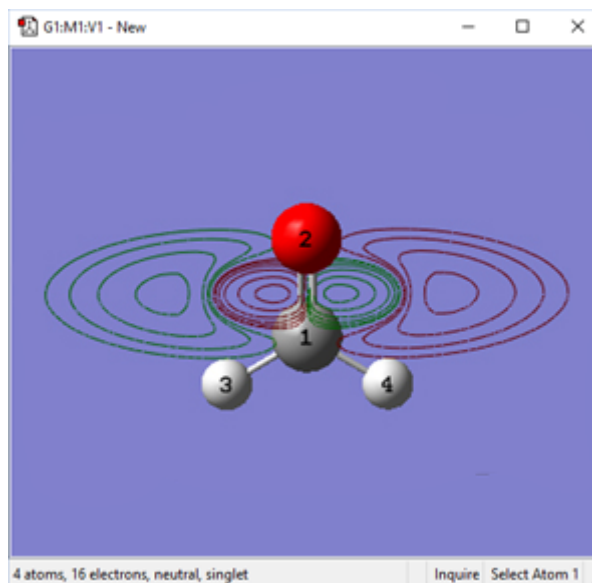 G1:M1:V1 - New
2
1
3
4
4 atoms, 16 electrons, neutral, singlet Inquire Select Atom 1